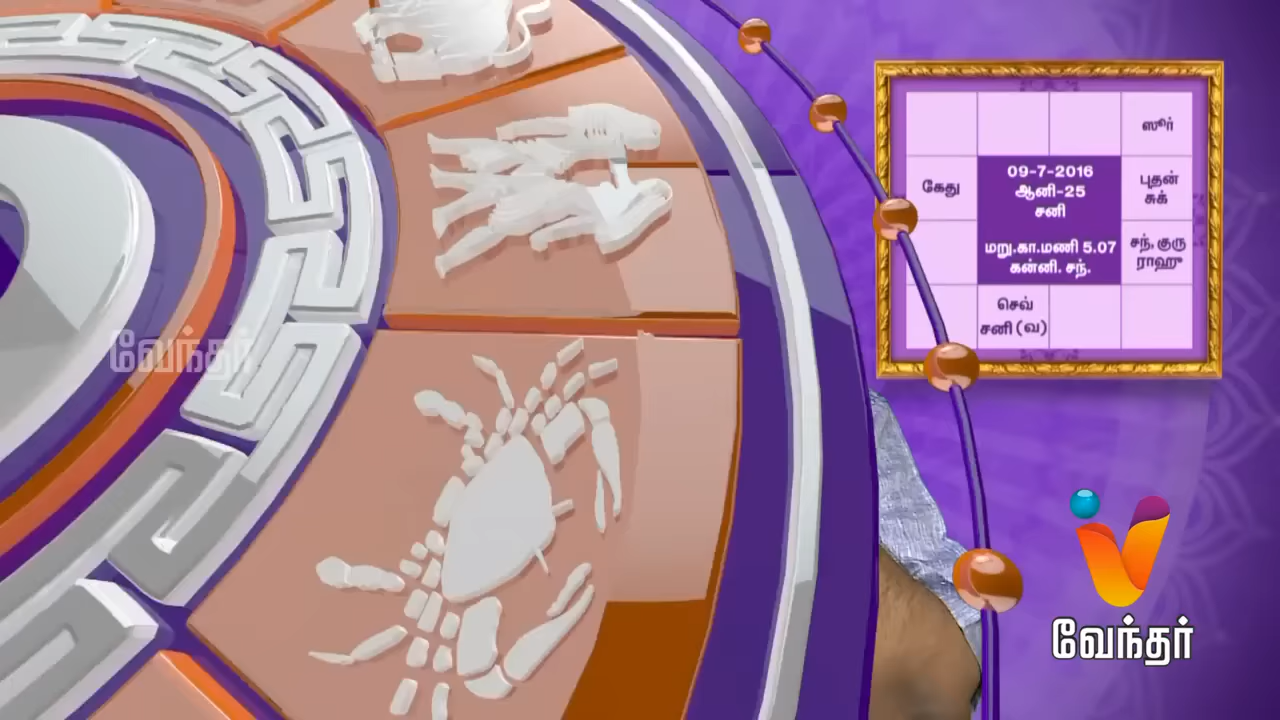 ஸூர்
கேது
09-7-2016
ஆனி-25
சனி
மறு.கா.மணி 5.07
கன்னி. சந்.
புதன்
சுக்
சந், குரு
ராஹு
செவ்
சனி (வ)
வேந்தர்
வேந்தர்